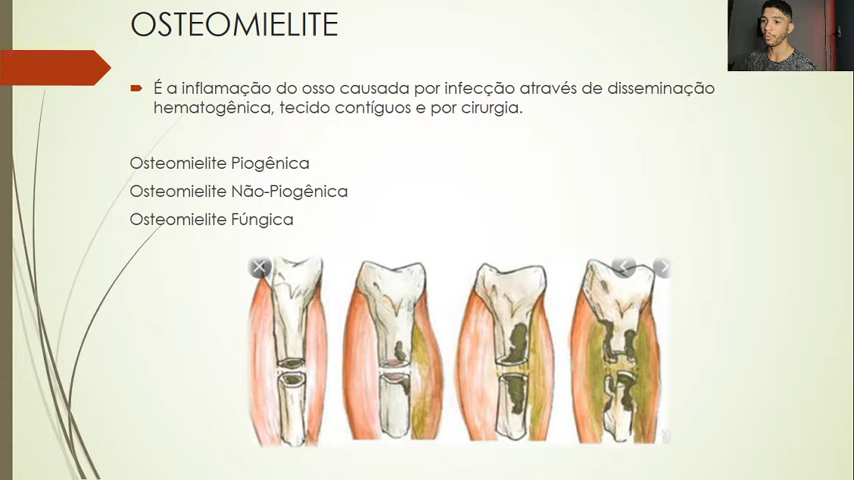 OSTEOMIELITE
É a inflamação do osso causada por infecção através de disseminação
hematogênica, tecido contíguos e por cirurgia.
Osteomielite Piogênica
Osteomielite Não-Piogênica
Osteomielite Fúngica